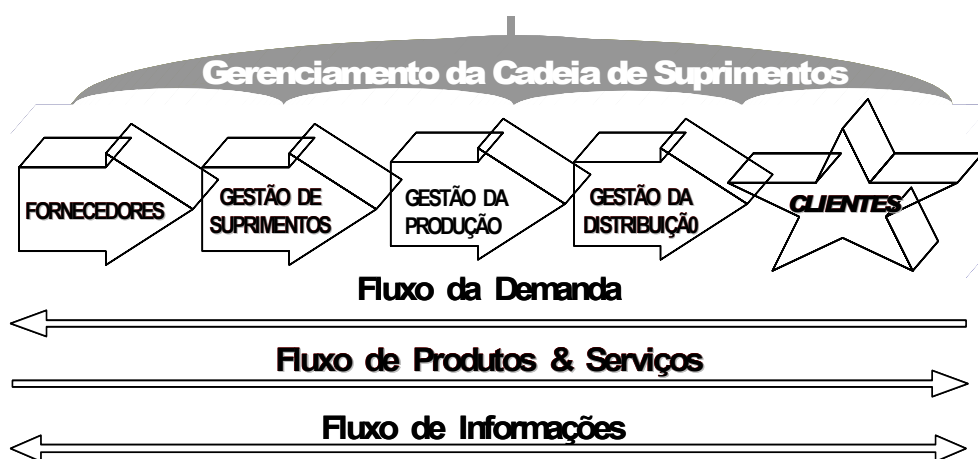 Gerenciamento da Cadeia de Suprimentos
FORNECEDORES
GESTÃO DE
SUPRIMENTOS
GESTÃO DA
PRODUÇÃO
GESTÃO DA
DISTRIBUIÇÃO
CLIENTES
Fluxo da Demanda
Fluxo de Produtos & Serviços
Fluxo de Informações